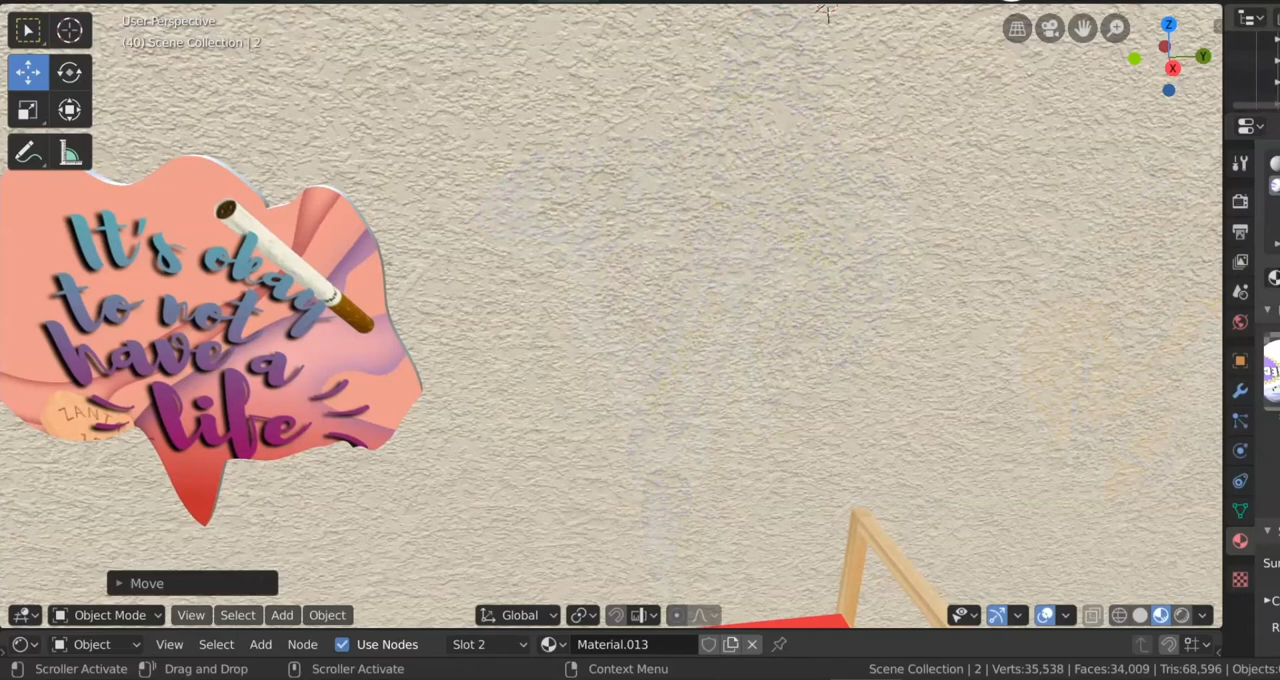 User Perspective
(40) Scene Collection | 2
Z
Y
X
It's okay
to not
have a
life
ZANT
Move
Object Mode
View
Select
Add
Object
Global
Object
View
Select
Add
Node
Use Nodes
Slot 2
Material.013
Scroller Activate
Drag and Drop
Scroller Activate
Context Menu
Scene Collection | 2 | Verts:35,538 | Faces:34,009 | Tris:68,596 | Objects:
Sur